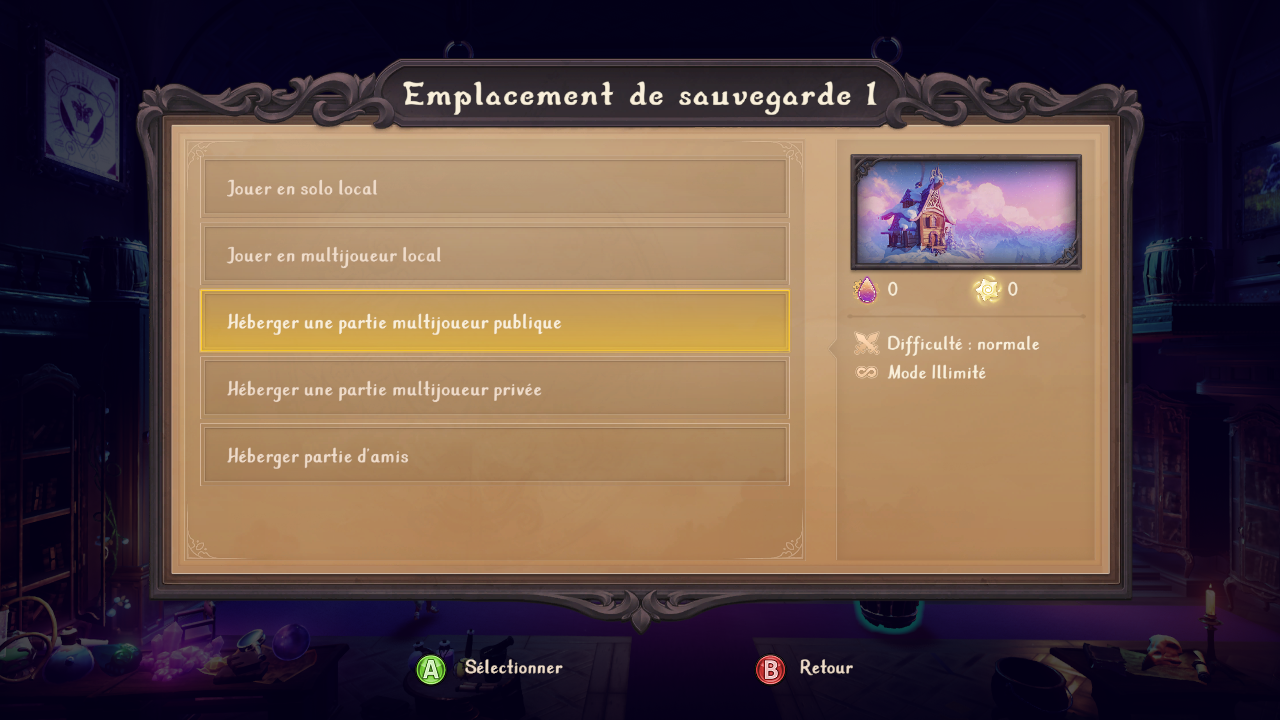 Emplacement de sauvegarde 1
Jouer en solo local
Jouer en multijoueur local
Héberger une partie multijoueur publique
Héberger une partie multijoueur privée
Héberger partie d'amis
0
0
Difficulté : normale
Mode Illimité
A Sélectionner
B Retour